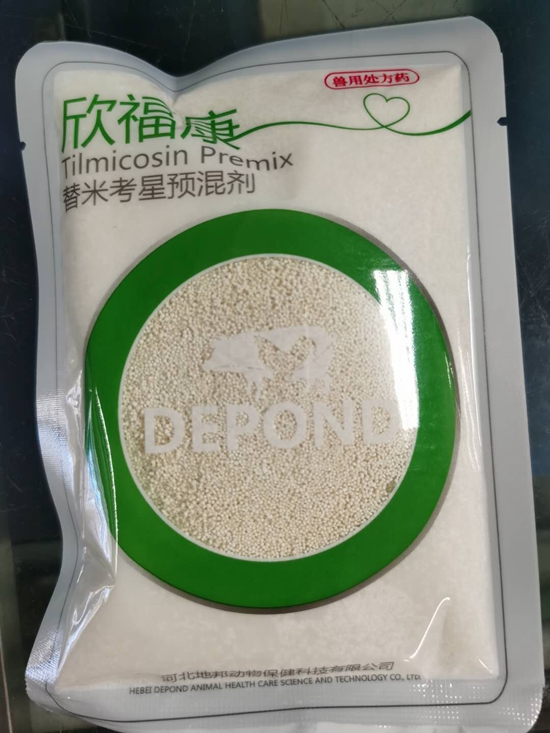 兽用处方药
欣福康
Tilmicosin Premix
替米考星预混剂
DEPOND
河北地邦动物保健科技有限公司
HEBEI DEPOND ANIMAL HEALTH CARE SCIENCE AND TECHNOLOGY CO., LTD.